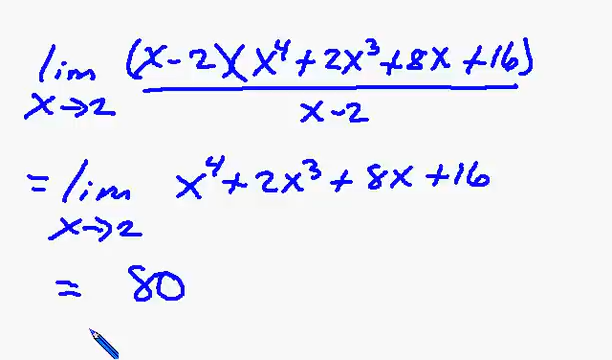 lim (x-2)(x⁴+2x³+8x+16)
x→2 x-2
= lim x⁴+2x³+8x+16
x→2
= 80